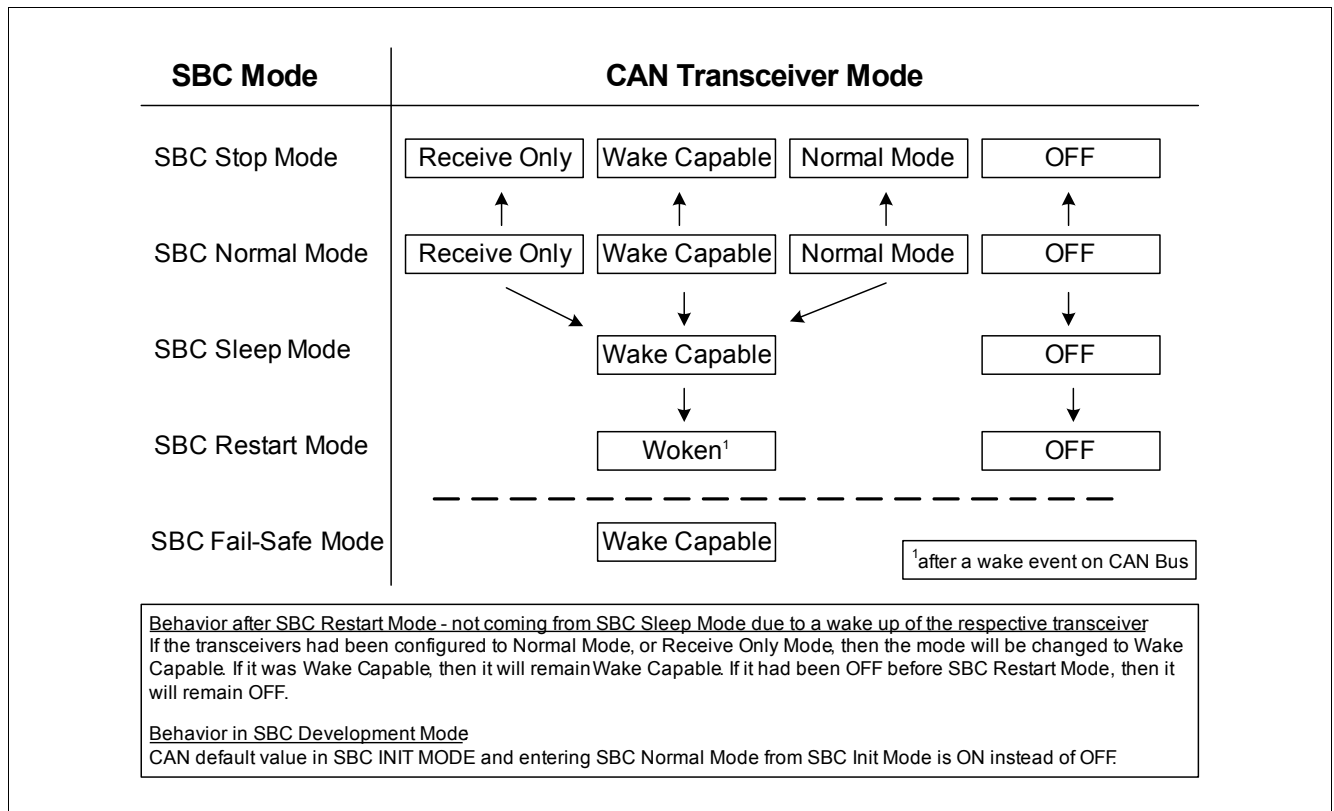 SBC Mode CAN Transceiver Mode
SBC Stop Mode Receive Only Wake Capable Normal Mode OFF
SBC Normal Mode Receive Only Wake Capable Normal Mode OFF
SBC Sleep Mode Wake Capable OFF
SBC Restart Mode Woken¹ OFF
SBC Fail-Safe Mode Wake Capable
¹after a wake event on CAN Bus
Behavior after SBC Restart Mode - not coming from SBC Sleep Mode due to a wake up of the respective transceiver
If the transceivers had been configured to Normal Mode, or Receive Only Mode, then the mode will be changed to Wake
Capable. If it was Wake Capable, then it will remain Wake Capable. If it had been OFF before SBC Restart Mode, then it
will remain OFF.
Behavior in SBC Development Mode
CAN default value in SBC INIT MODE and entering SBC Normal Mode from SBC Init Mode is ON instead of OFF.